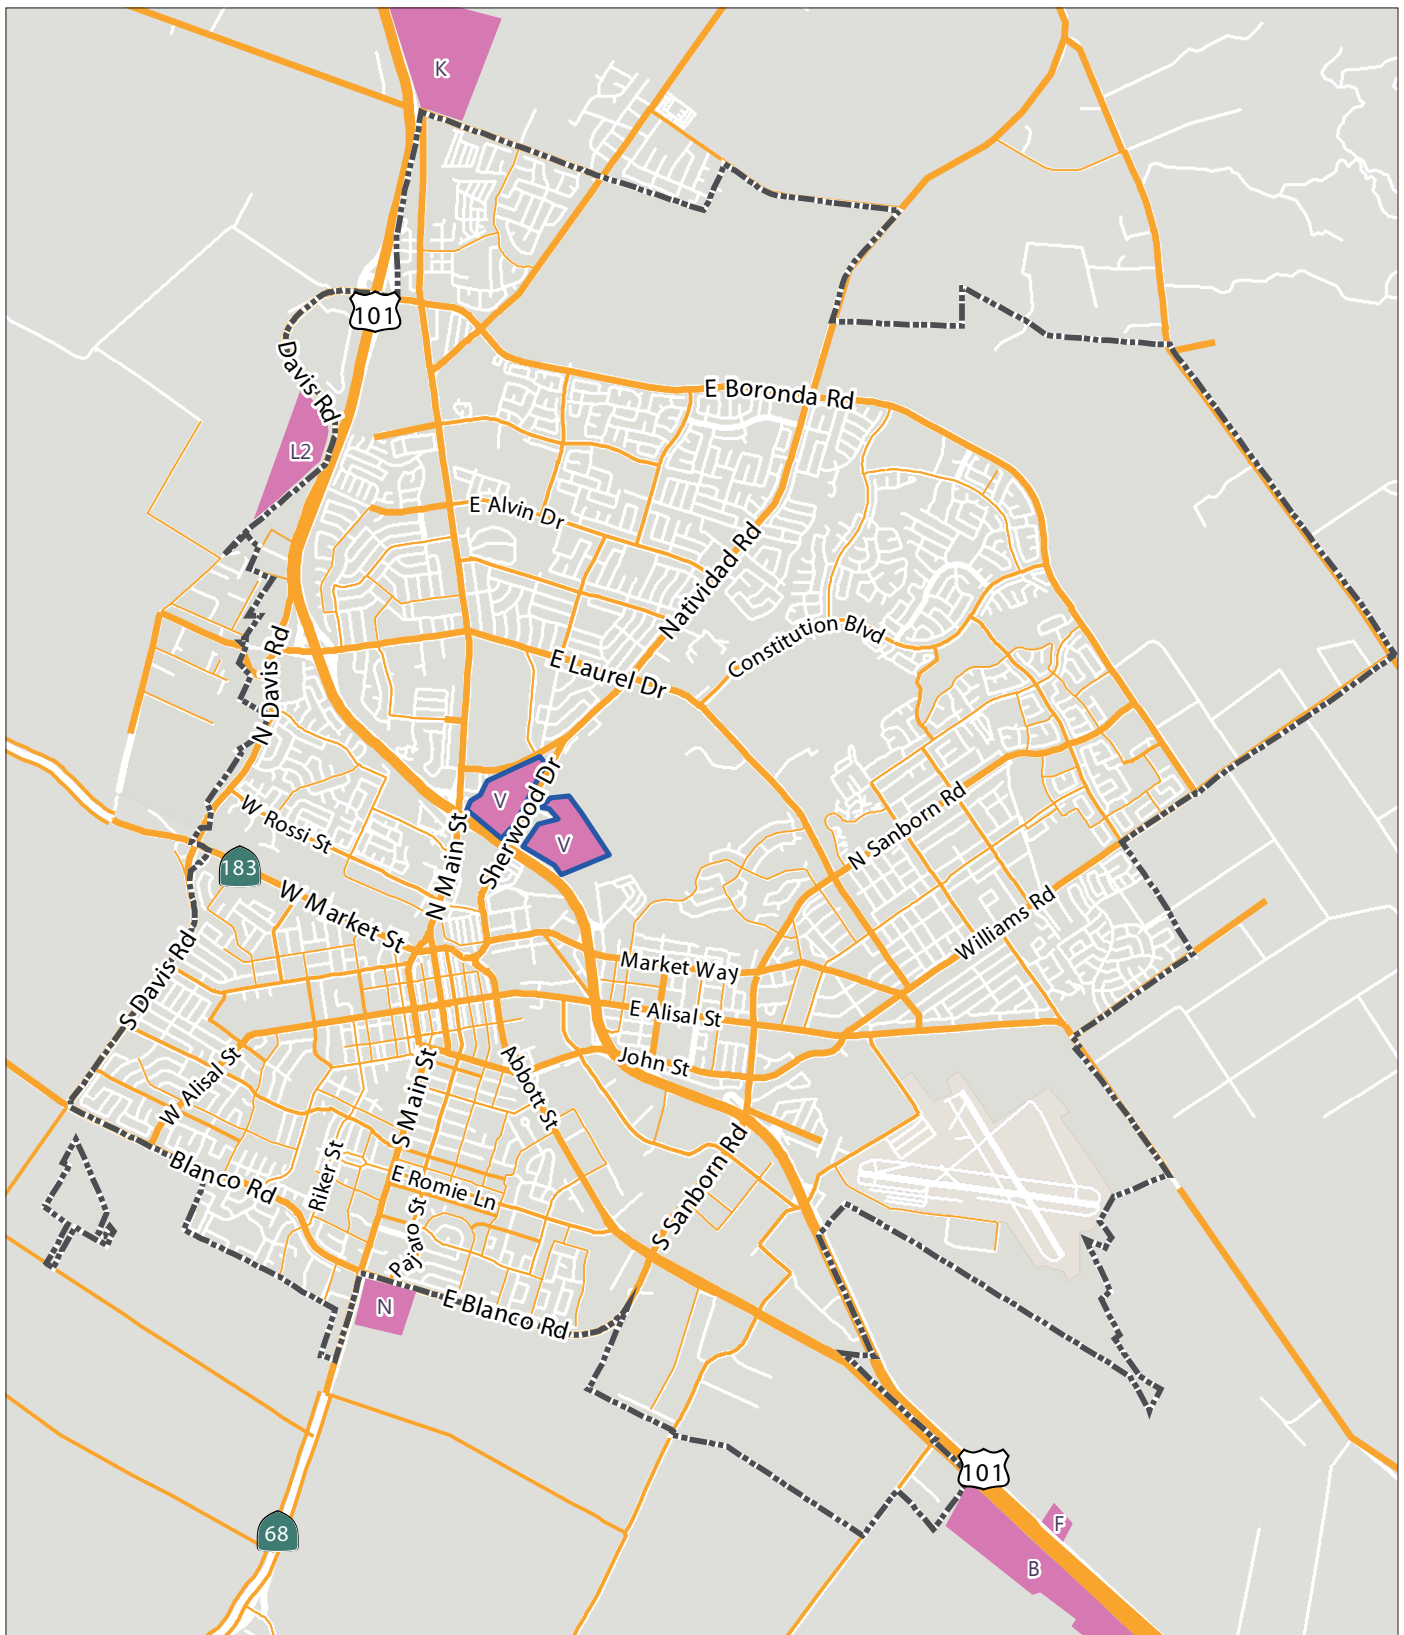 K
101
Davis Rd
E Boronda Rd
L2
E Alvin Dr
Natividad Rd
Constitution Blvd
N Davis Rd
E Laurel Dr
V
Sherwood Dr
V
W Rossi St
N Main St
N Sanborn Rd
183
W Market St
Williams Rd
S Davis Rd
Market Way
E Alisal St
W Alisal St
S Main St
Abbott St
John St
Blanco Rd
Riker St
E Romie Ln
S Sanborn Rd
Pajaro St
N
E Blanco Rd
101
68
F
B